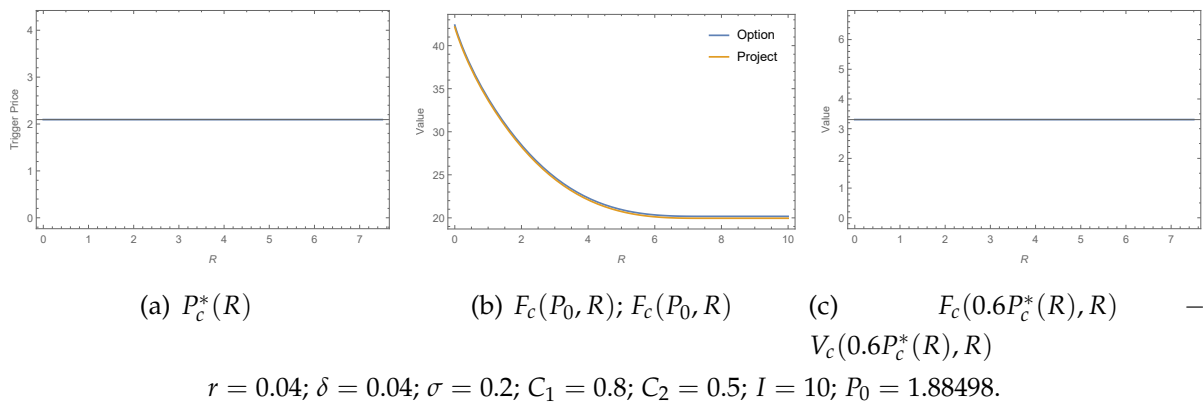 Trigger Price
4
3
2
1
0
0 1 2 3 4 5 6 7
R
Value
40
35
30
25
20
Option
Project
0 2 4 6 8 10
R
Value
6
5
4
3
2
1
0
0 1 2 3 4 5 6 7
R
(a) P*c(R)
(b) Fc(P0, R); Fc(P0, R)
(c) Fc(0.6P*c(R), R) −
Vc(0.6P*c(R), R)
r = 0.04; δ = 0.04; σ = 0.2; C1 = 0.8; C2 = 0.5; I = 10; P0 = 1.88498.